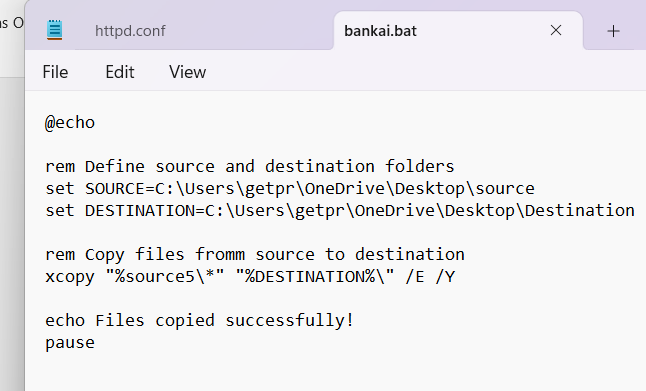 ns O
httpd.conf
bankai.bat
File Edit View
@echo
rem Define source and destination folders
set SOURCE=C:\Users\getpr\OneDrive\Desktop\source
set DESTINATION=C:\Users\getpr\OneDrive\Desktop\Destination
rem Copy files fromm source to destination
xcopy "%source5\*" "%DESTINATION%\" /E /Y
echo Files copied successfully!
pause